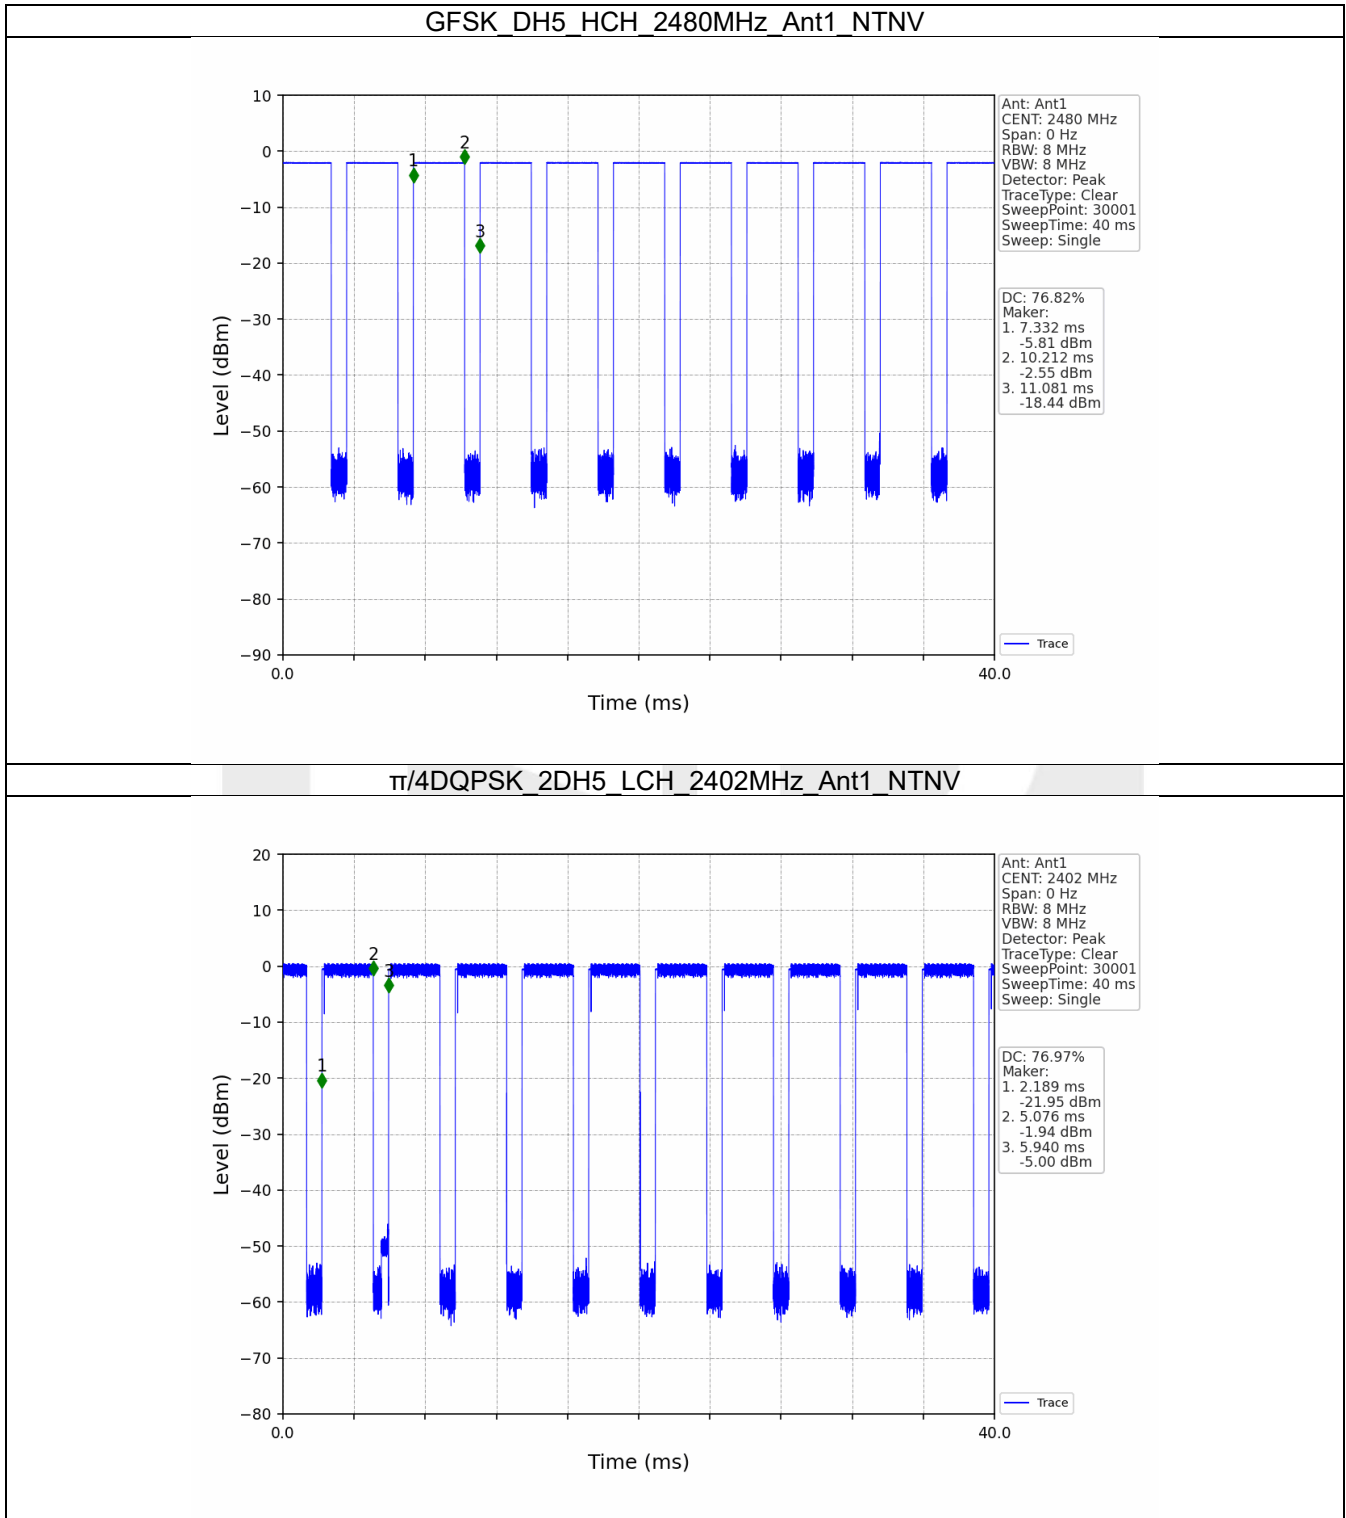 GFSK_DH5_HCH_2480MHz_Ant1_NTNV
10
0
−10
−20
−30
−40
−50
−60
−70
−80
−90
Level (dBm)
0.0
40.0
Time (ms)
1
2
3
Ant: Ant1
CENT: 2480 MHz
Span: 0 Hz
RBW: 8 MHz
VBW: 8 MHz
Detector: Peak
TraceType: Clear
SweepPoint: 30001
SweepTime: 40 ms
Sweep: Single
DC: 76.82%
Maker:
1. 7.332 ms
-5.81 dBm
2. 10.212 ms
-2.55 dBm
3. 11.081 ms
-18.44 dBm
Trace
π/4DQPSK_2DH5_LCH_2402MHz_Ant1_NTNV
20
10
0
−10
−20
−30
−40
−50
−60
−70
−80
Level (dBm)
0.0
40.0
Time (ms)
1
2
3
Ant: Ant1
CENT: 2402 MHz
Span: 0 Hz
RBW: 8 MHz
VBW: 8 MHz
Detector: Peak
TraceType: Clear
SweepPoint: 30001
SweepTime: 40 ms
Sweep: Single
DC: 76.97%
Maker:
1. 2.189 ms
-21.95 dBm
2. 5.076 ms
-1.94 dBm
3. 5.940 ms
-5.00 dBm
Trace